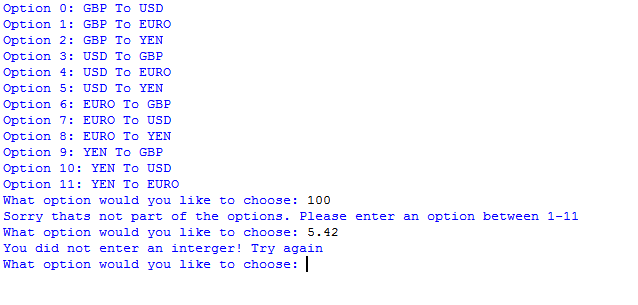 Option 0: GBP To USD
Option 1: GBP To EURO
Option 2: GBP To YEN
Option 3: USD To GBP
Option 4: USD To EURO
Option 5: USD To YEN
Option 6: EURO To GBP
Option 7: EURO To USD
Option 8: EURO To YEN
Option 9: YEN To GBP
Option 10: YEN To USD
Option 11: YEN To EURO
What option would you like to choose: 100
Sorry thats not part of the options. Please enter an option between 1-11
What option would you like to choose: 5.42
You did not enter an interger! Try again
What option would you like to choose: